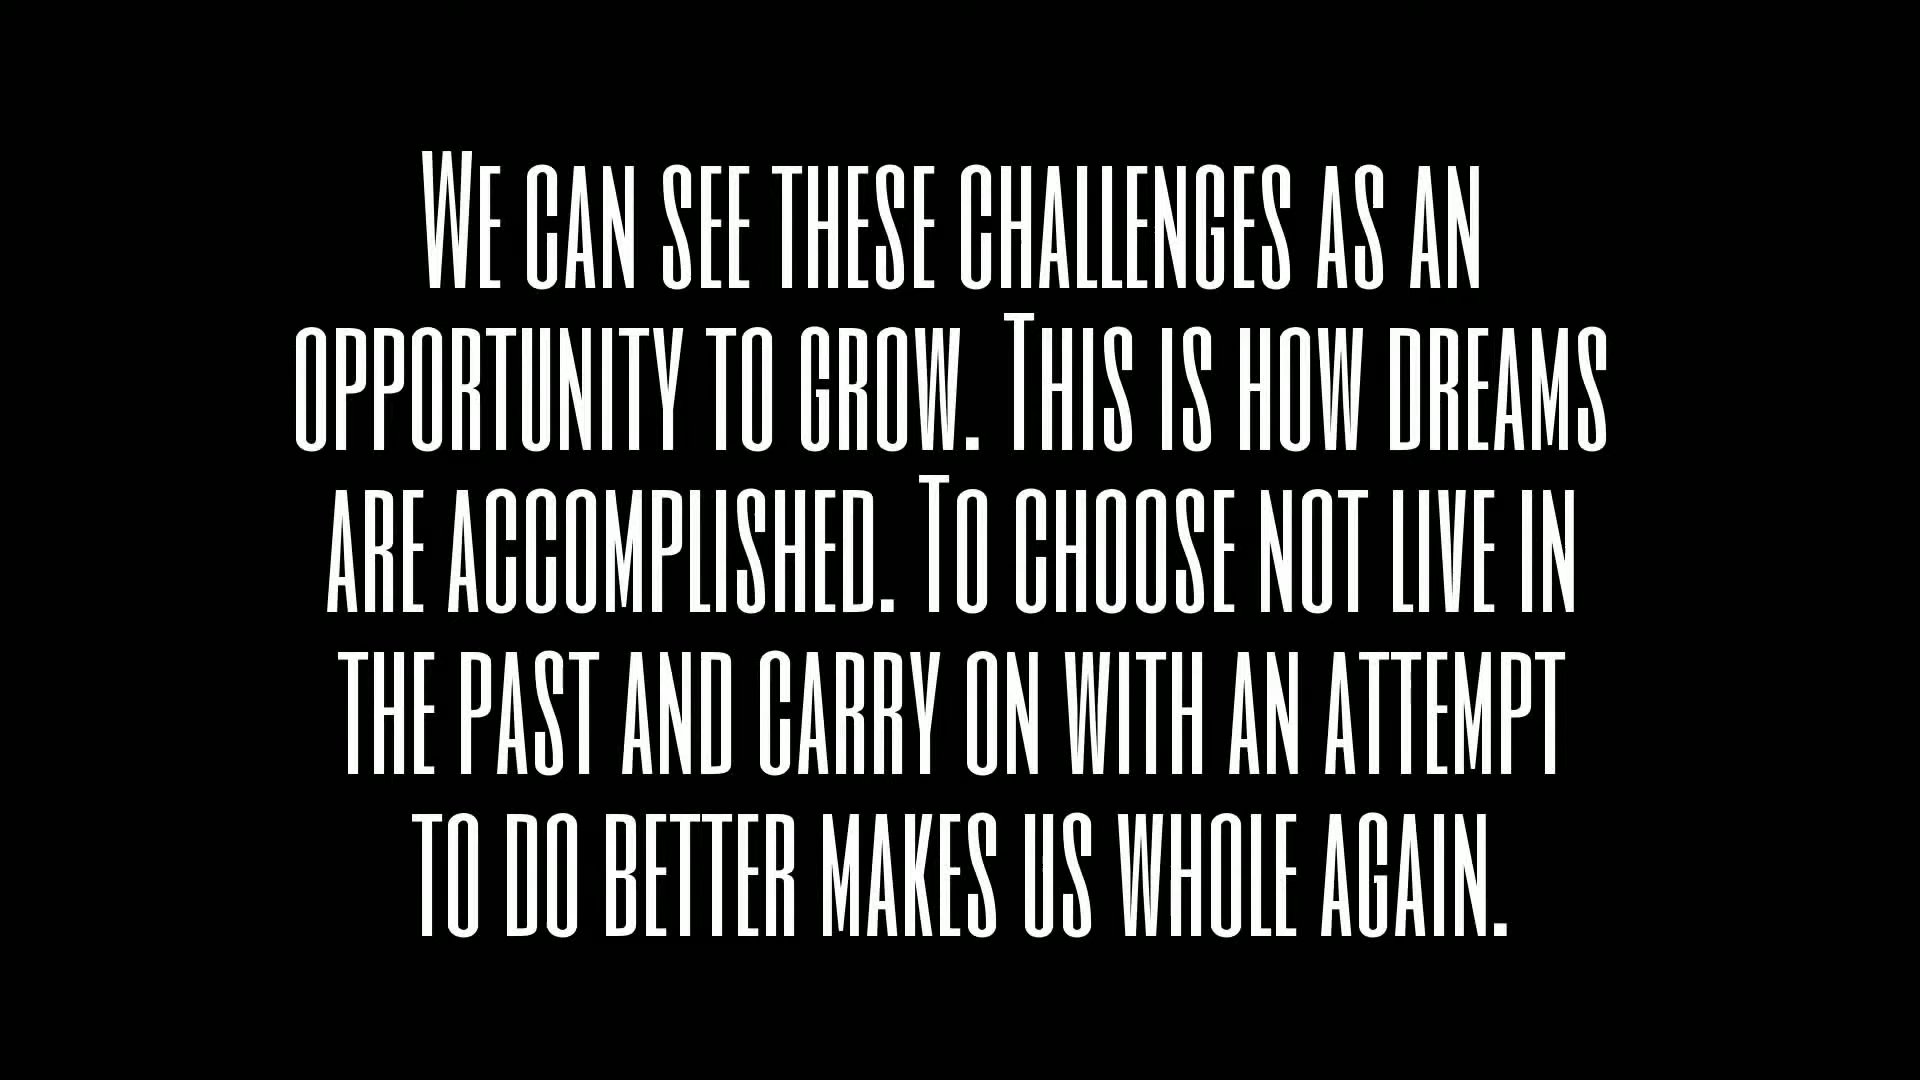 We can see these challenges as an
opportunity to grow. This is how dreams
are accomplished. To choose not live in
the past and carry on with an attempt
to do better makes us whole again.